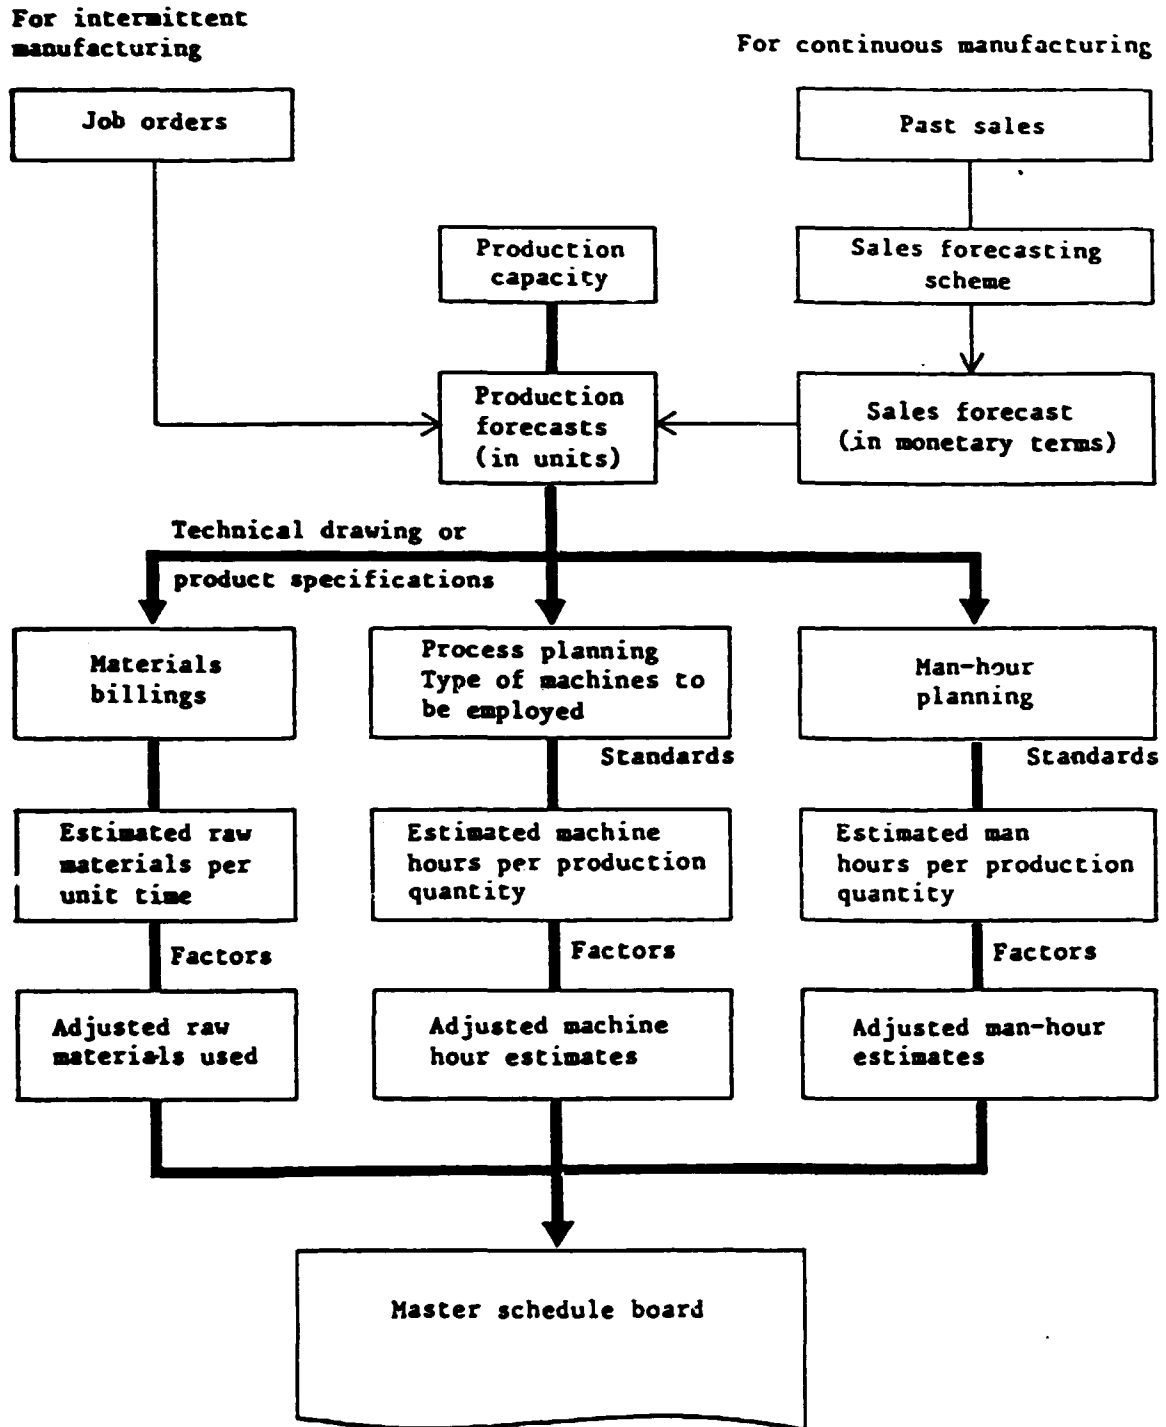 For intermittent
manufacturing
For continuous manufacturing
Job orders
Past sales
Production
capacity
Sales forecasting
scheme
Production
forecasts
(in units)
Sales forecast
(in monetary terms)
Technical drawing or
product specifications
Materials
billings
Process planning
Type of machines to
be employed
Man-hour
planning
Standards
Standards
Estimated raw
materials per
unit time
Estimated machine
hours per production
quantity
Estimated man
hours per production
quantity
Factors
Factors
Factors
Adjusted raw
materials used
Adjusted machine
hour estimates
Adjusted man-hour
estimates
Master schedule board